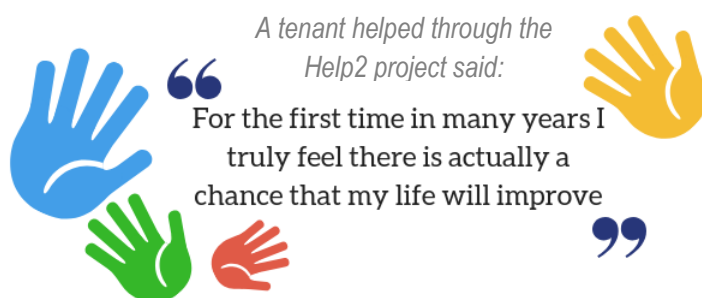 A tenant helped through the
Help2 project said:
“
For the first time in many years I
truly feel there is actually a
chance that my life will improve
”